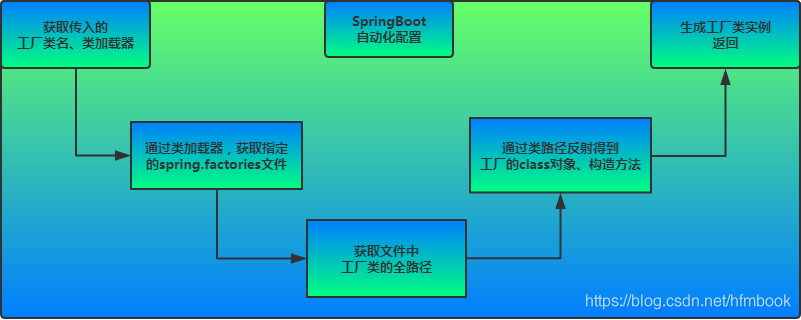 获取传入的
工厂类名、类加载器
SpringBoot
自动化配置
生成工厂类实例
返回
通过类加载器，获取指定
的spring.factories文件
通过类路径反射得到
工厂的class对象、构造方法
获取文件中
工厂类的全路径
https://blog.csdn.net/hfmbook